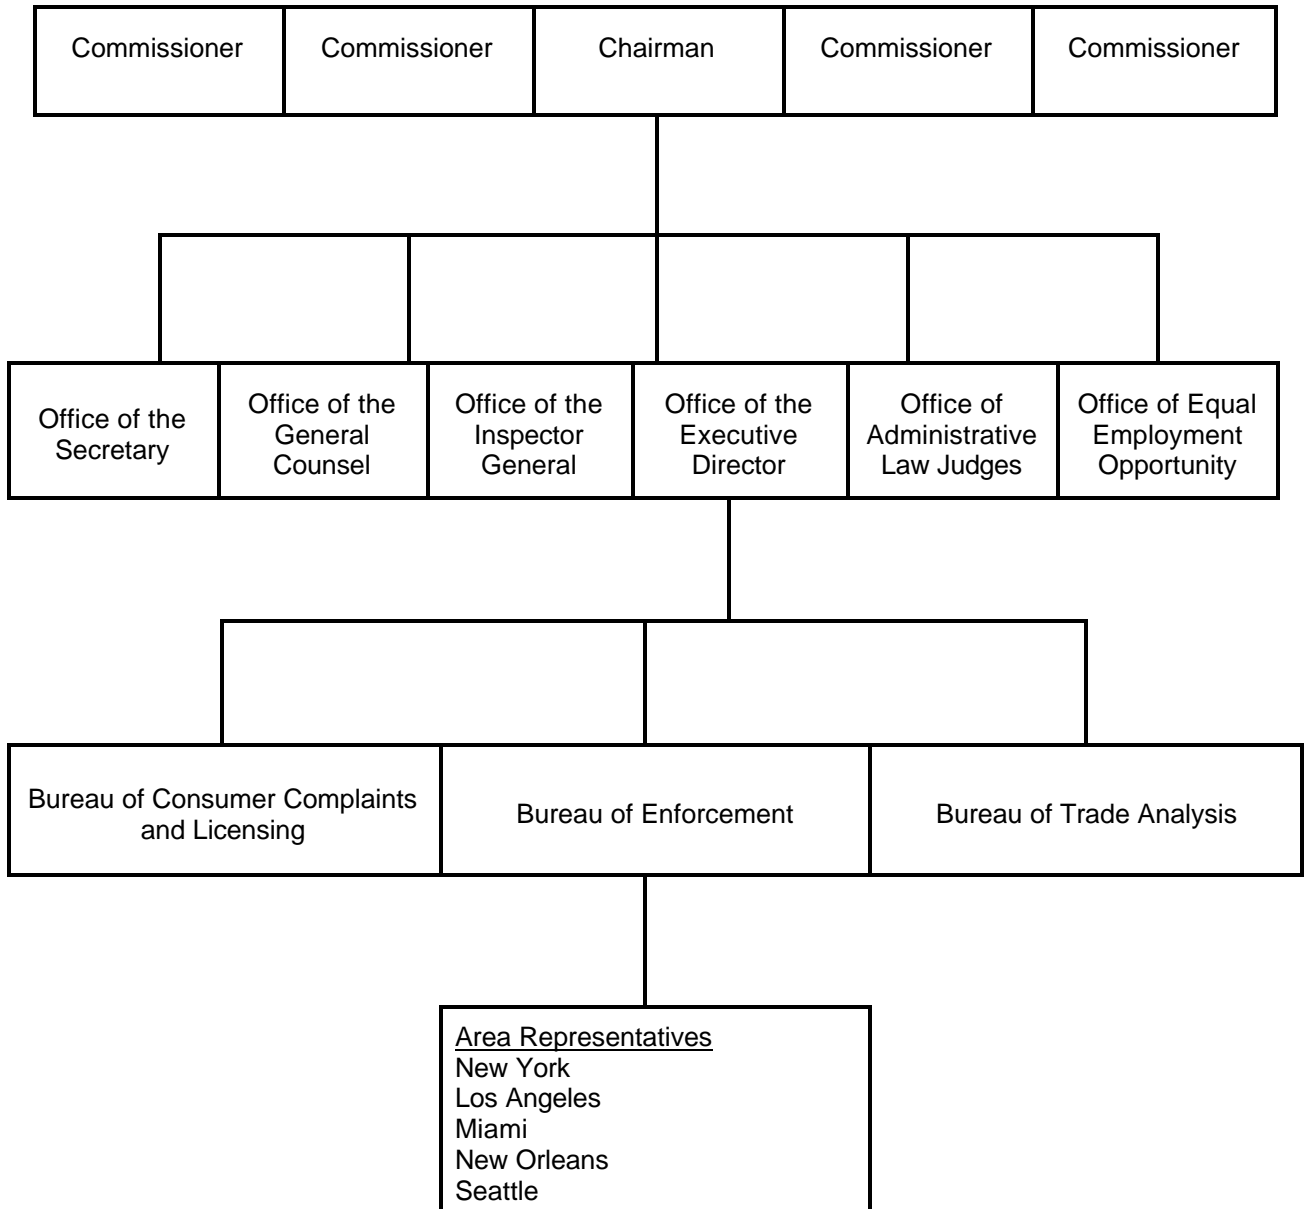 Commissioner
Commissioner
Chairman
Commissioner
Commissioner
Office of the
Secretary
Office of the
General
Counsel
Office of the
Inspector
General
Office of the
Executive
Director
Office of
Administrative
Law Judges
Office of Equal
Employment
Opportunity
Bureau of Consumer Complaints
and Licensing
Bureau of Enforcement
Bureau of Trade Analysis
Area Representatives
New York
Los Angeles
Miami
New Orleans
Seattle